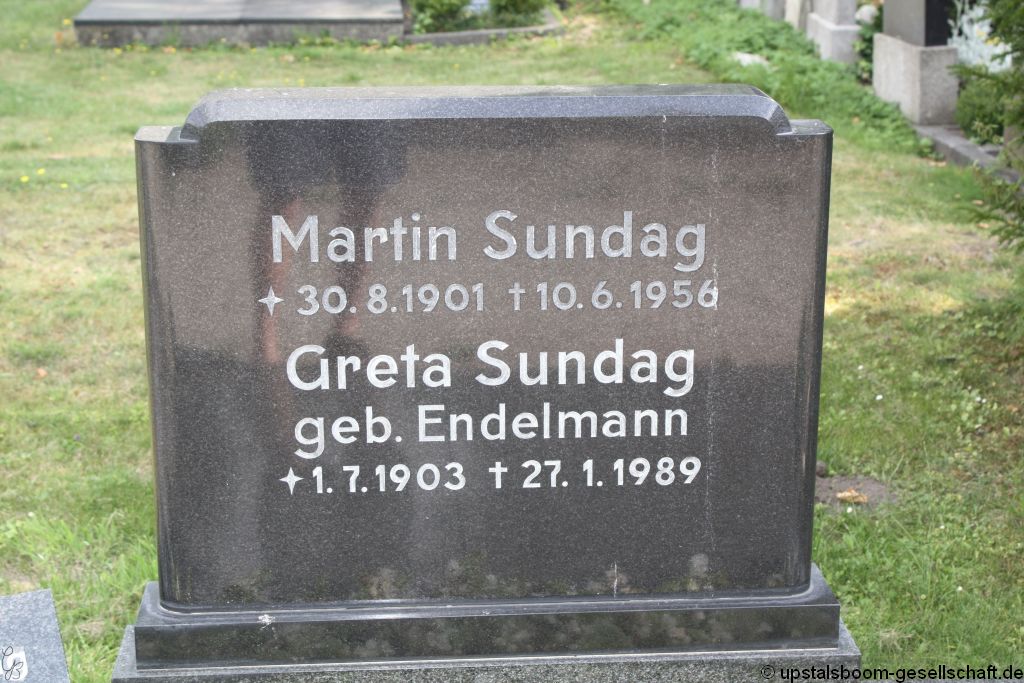 Martin Sundag
✦ 30. 8. 1901 † 10. 6. 1956
Greta Sundag
geb. Endelmann
✦ 1. 7. 1903 † 27. 1. 1989
© upstalsboom-gesellschaft.de